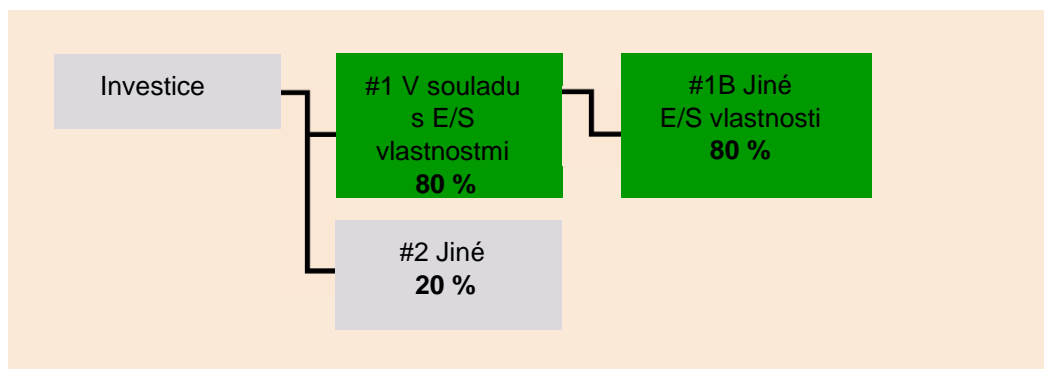 Investice
#1 V souladu
s E/S
vlastnostmi
80 %
#1B Jiné
E/S vlastnosti
80 %
#2 Jiné
20 %